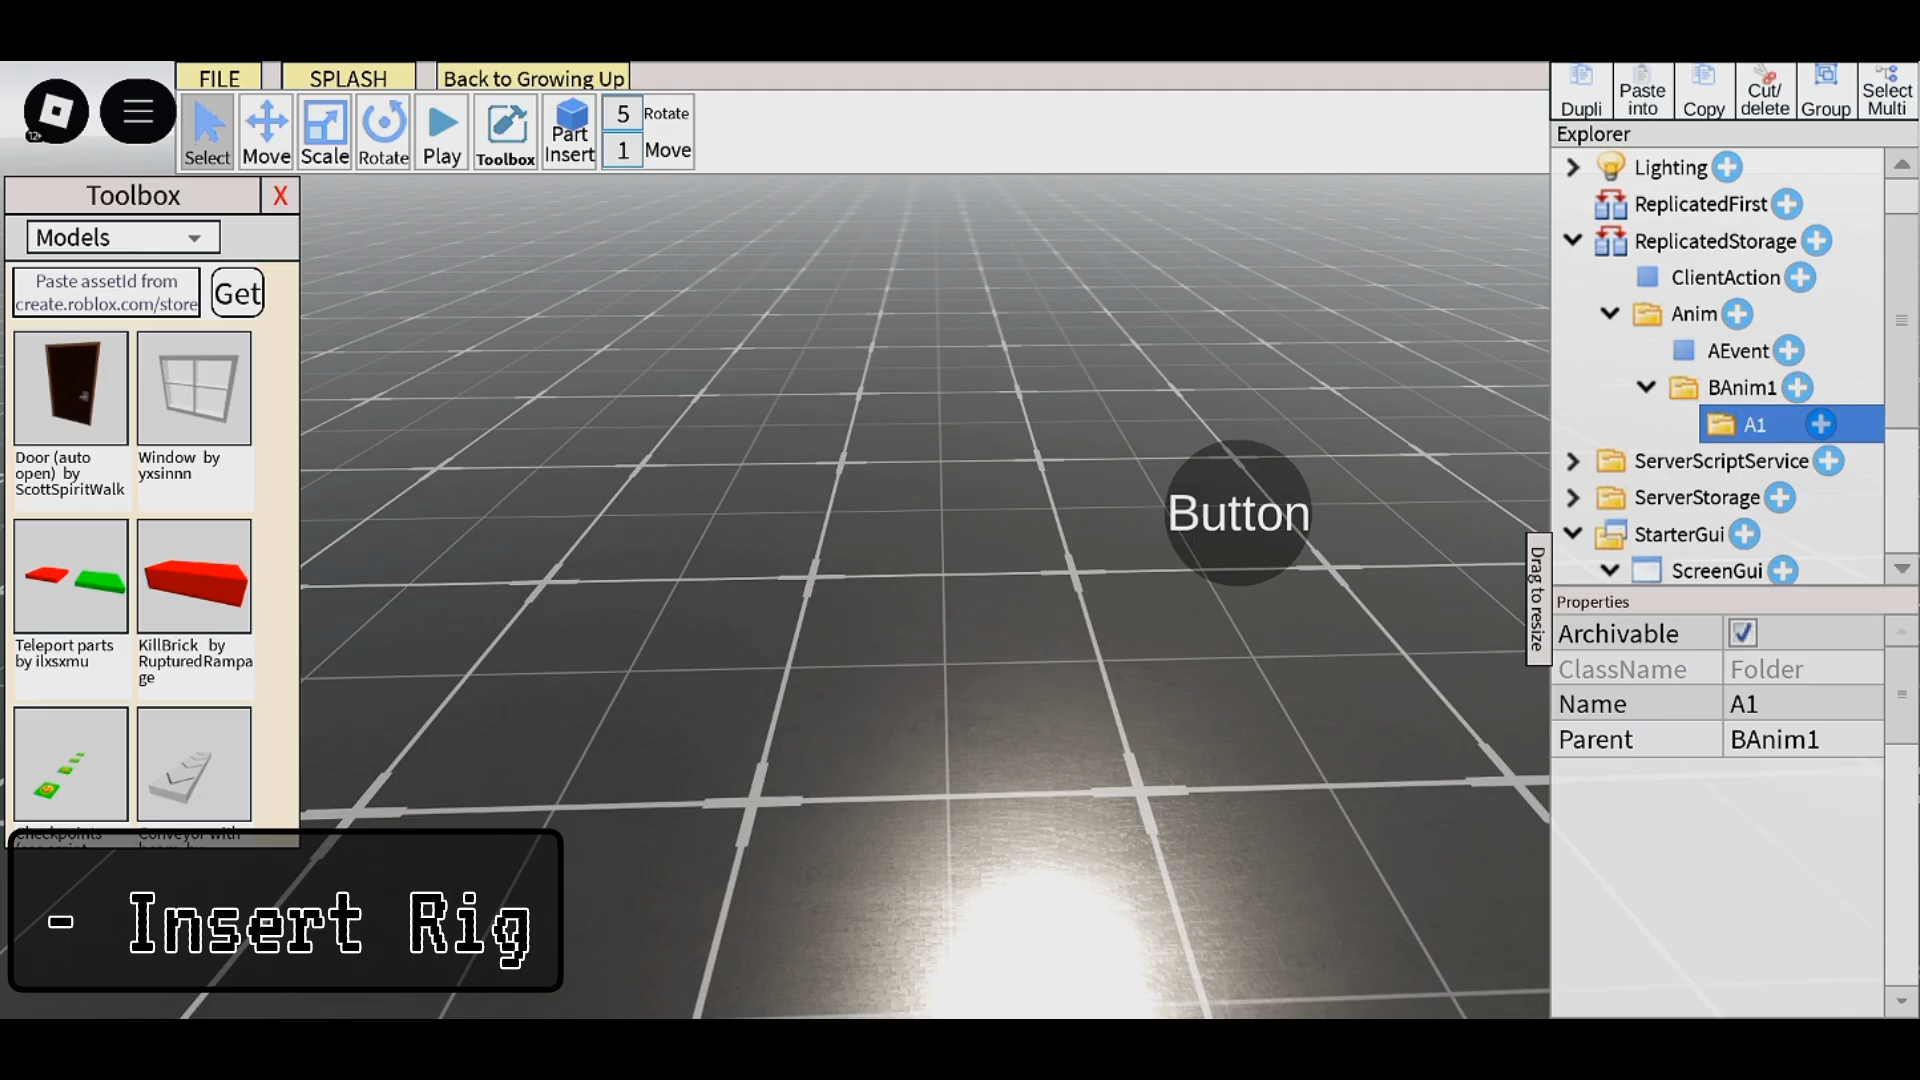 FILE
SPLASH
Back to Growing Up
12+
Select
Move
Scale
Rotate
Play
Toolbox
Part
Insert
5 Rotate
1 Move
Toolbox
X
Models
Paste assetId from
create.roblox.com/store
Get
Door (auto
open) by
ScottSpiritWalk
Window by
yxsinnn
Teleport parts
by ilxsxmu
KillBrick by
RupturedRampa
ge
Checkpoints
Conveyor with
- Insert Rig
Button
Drag to resize
Dupli
Paste
into
Copy
Cut/
delete
Group
Select
Multi
Explorer
Lighting
ReplicatedFirst
ReplicatedStorage
ClientAction
Anim
AEvent
BAnim1
A1
ServerScriptService
ServerStorage
StarterGui
ScreenGui
Properties
Archivable
ClassName Folder
Name A1
Parent BAnim1